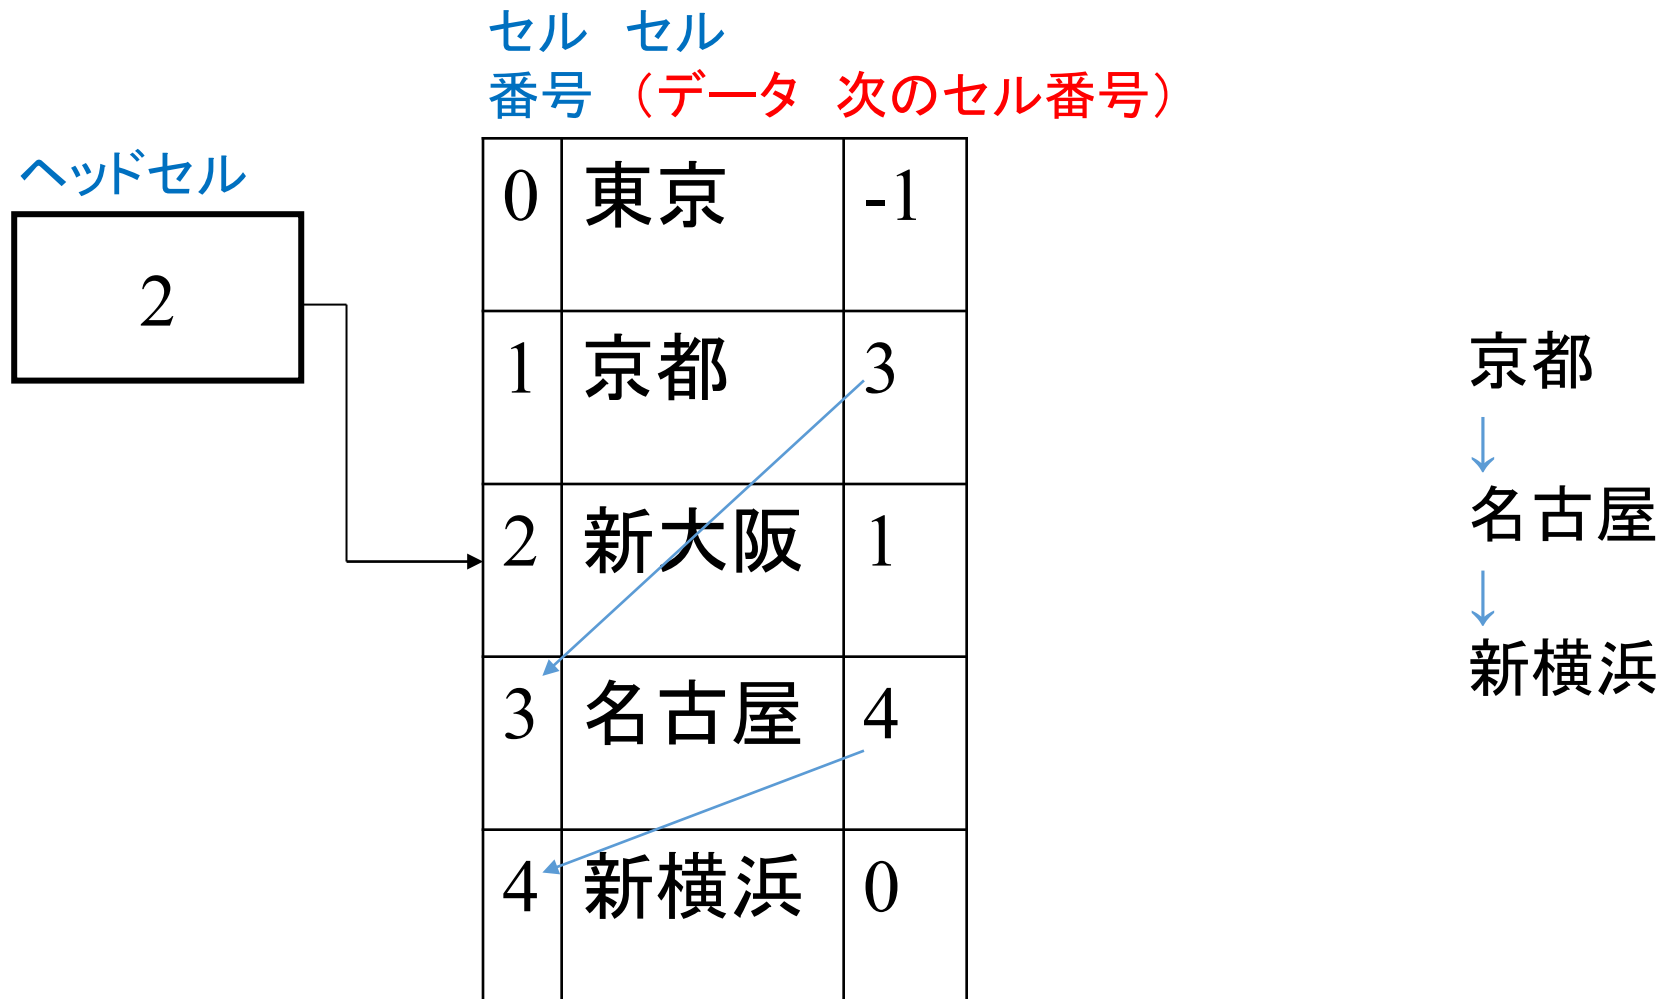 セル セル
番号 （データ 次のセル番号）
ヘッドセル
2
0 東京 -1
1 京都 3
2 新大阪 1
3 名古屋 4
4 新横浜 0
京都
↓
名古屋
↓
新横浜